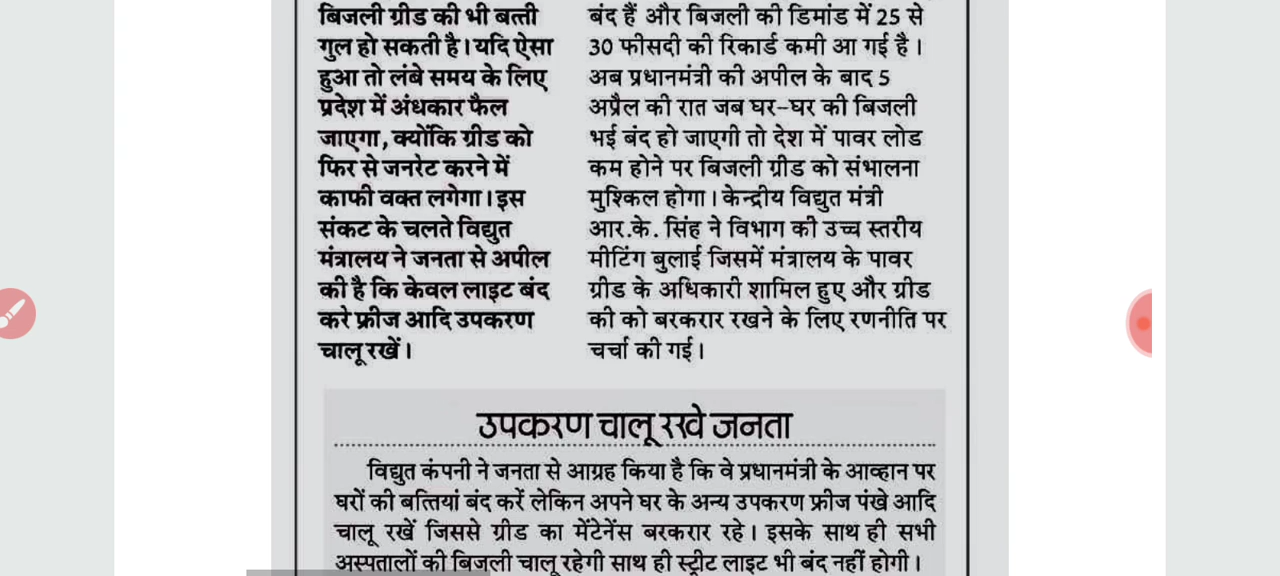 बिजली ग्रीड की भी बत्ती
गुल हो सकती है। यदि ऐसा
हुआ तो लंबे समय के लिए
प्रदेश में अंधकार फैल
जाएगा, क्योंकि ग्रीड को
फिर से जनरेट करने में
काफी वक्त लगेगा। इस
संकट के चलते विद्युत
मंत्रालय ने जनता से अपील
की है कि केवल लाइट बंद
करे फ्रीज आदि उपकरण
चालू रखें।
बंद हैं और बिजली की डिमांड में 25 से
30 फीसदी की रिकार्ड कमी आ गई है।
अब प्रधानमंत्री की अपील के बाद 5
अप्रैल की रात जब घर-घर की बिजली
भई बंद हो जाएगी तो देश में पावर लोड
कम होने पर बिजली ग्रीड को संभालना
मुश्किल होगा। केन्द्रीय विद्युत मंत्री
आर.के. सिंह ने विभाग की उच्च स्तरीय
मीटिंग बुलाई जिसमें मंत्रालय के पावर
ग्रीड के अधिकारी शामिल हुए और ग्रीड
की को बरकरार रखने के लिए रणनीति पर
चर्चा की गई।
उपकरण चालू रखे जनता
विद्युत कंपनी ने जनता से आग्रह किया है कि वे प्रधानमंत्री के आव्हान पर
घरों की बत्तियां बंद करें लेकिन अपने घर के अन्य उपकरण फ्रीज पंखे आदि
चालू रखें जिससे ग्रीड का मेंटेनेंस बरकरार रहे। इसके साथ ही सभी
अस्पतालों की बिजली चालू रहेगी साथ ही स्ट्रीट लाइट भी बंद नहीं होगी।